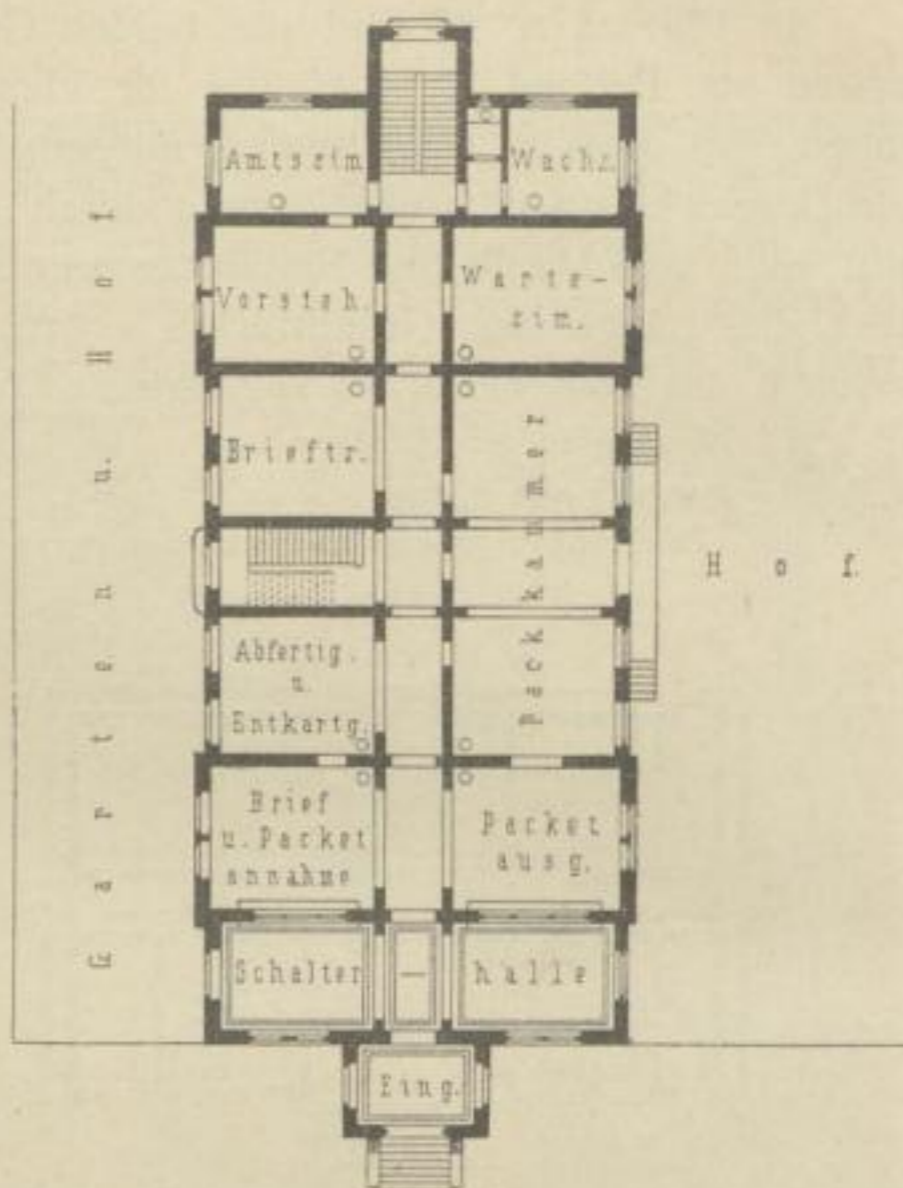 Amtszim.
Wachz.
Vorsteh.
Warte-
zim.
Brieftr.
Packkammer
Abfertig.
u.
Entkartg.
Brief
u. Packet
annahme
Packet
ausg.
Schalter — halle
Eing.
Garten u. Hof.
Hof.